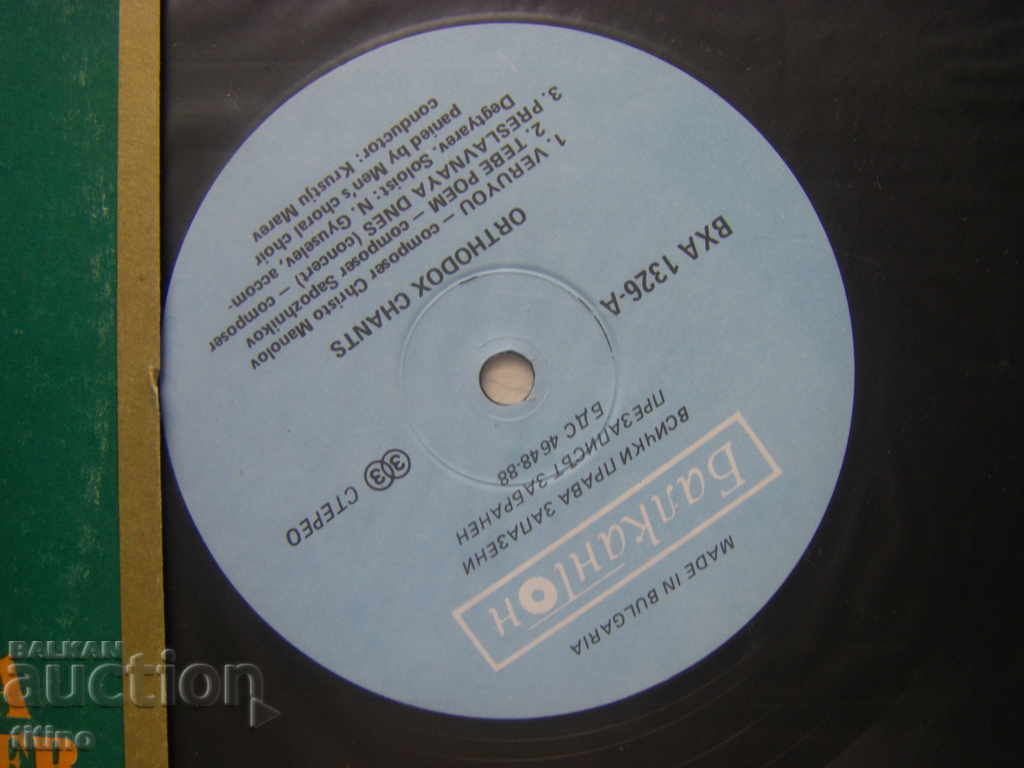 MADE IN BULGARIA
БалканТон
ВСИЧКИ ПРАВА ЗАПАЗЕНИ
ПРЕЗАПИСЪТ ЗАБРАНЕН
БДС 4648-88
33 СТЕРЕО
ВХА 1326-А
ORTHODOX CHANTS
1. VERUYOU – composer Christo Manolov
2. TEBE POEM – composer Sapozhnikov
3. PRESLAVNAYA DNES (concert) – composer
Degtyarev, Soloist: N. Gyuselev, accom-
panied by Men's choral choir
conductor: Krustju Marev
BALKAN
auction
titino